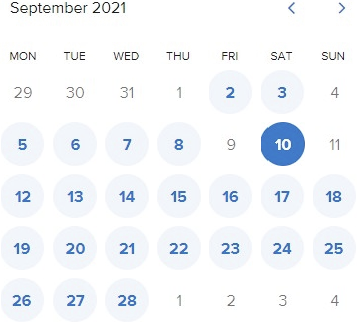 September 2021
MON TUE WED THU FRI SAT SUN
29 30 31 1 2 3 4
5 6 7 8 9 10 11
12 13 14 15 16 17 18
19 20 21 22 23 24 25
26 27 28 1 2 3 4